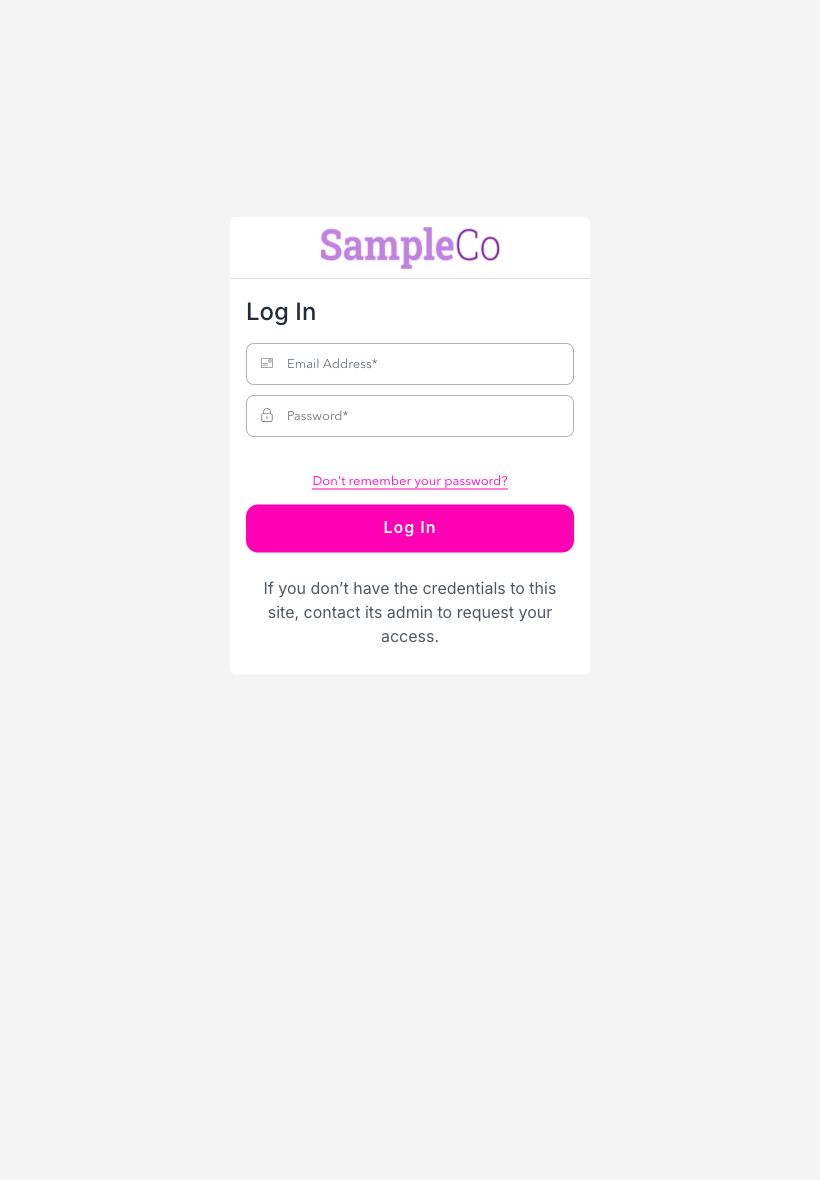 SampleCo
Log In
Email Address*
Password*
Don't remember your password?
Log In
If you don’t have the credentials to this
site, contact its admin to request your
access.